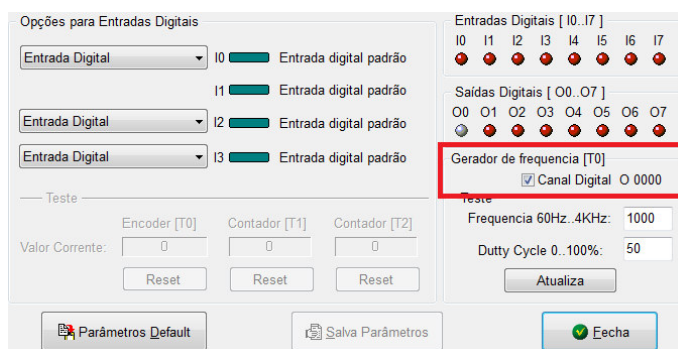 Opções para Entradas Digitais
Entrada Digital I0 Entrada digital padrão
I1 Entrada digital padrão
Entrada Digital I2 Entrada digital padrão
Entrada Digital I3 Entrada digital padrão
Teste
Encoder [T0] Contador [T1] Contador [T2]
Valor Corrente: 0 0 0
Reset Reset Reset
Entradas Digitais [ I0..I7 ]
I0 I1 I2 I3 I4 I5 I6 I7
Saídas Digitais [ O0..O7 ]
O0 O1 O2 O3 O4 O5 O6 O7
Gerador de frequencia [T0]
Canal Digital O 0000
Teste
Frequencia 60Hz..4KHz: 1000
Dutty Cycle 0..100%: 50
Atualiza
Parâmetros Default Salva Parâmetros Fecha